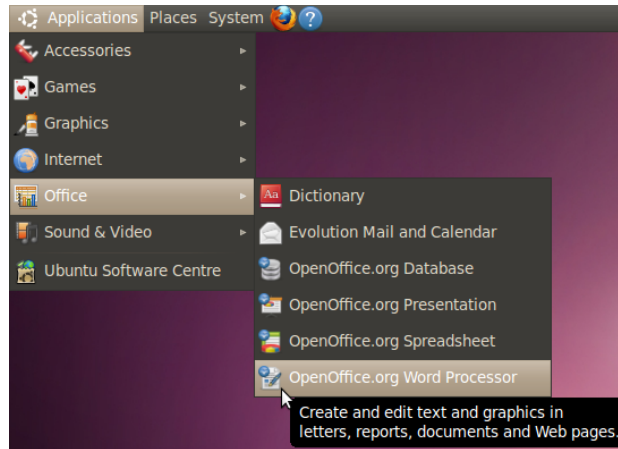 Applications Places System ?
Accessories
Games
Graphics
Internet
Office
Sound & Video
Ubuntu Software Centre
Aa Dictionary
Evolution Mail and Calendar
OpenOffice.org Database
OpenOffice.org Presentation
OpenOffice.org Spreadsheet
OpenOffice.org Word Processor
Create and edit text and graphics in
letters, reports, documents and Web pages.